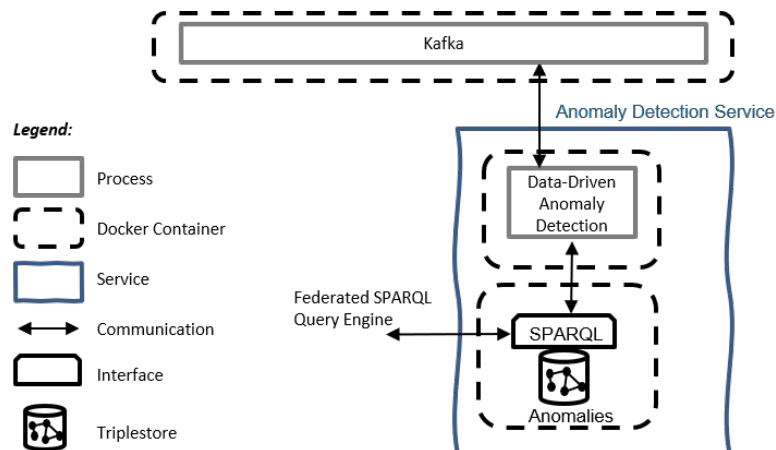 Kafka
Anomaly Detection Service
Legend:
Process
Docker Container
Service
Communication
Interface
Triplestore
Data-Driven
Anomaly
Detection
Federated SPARQL
Query Engine
SPARQL
Anomalies